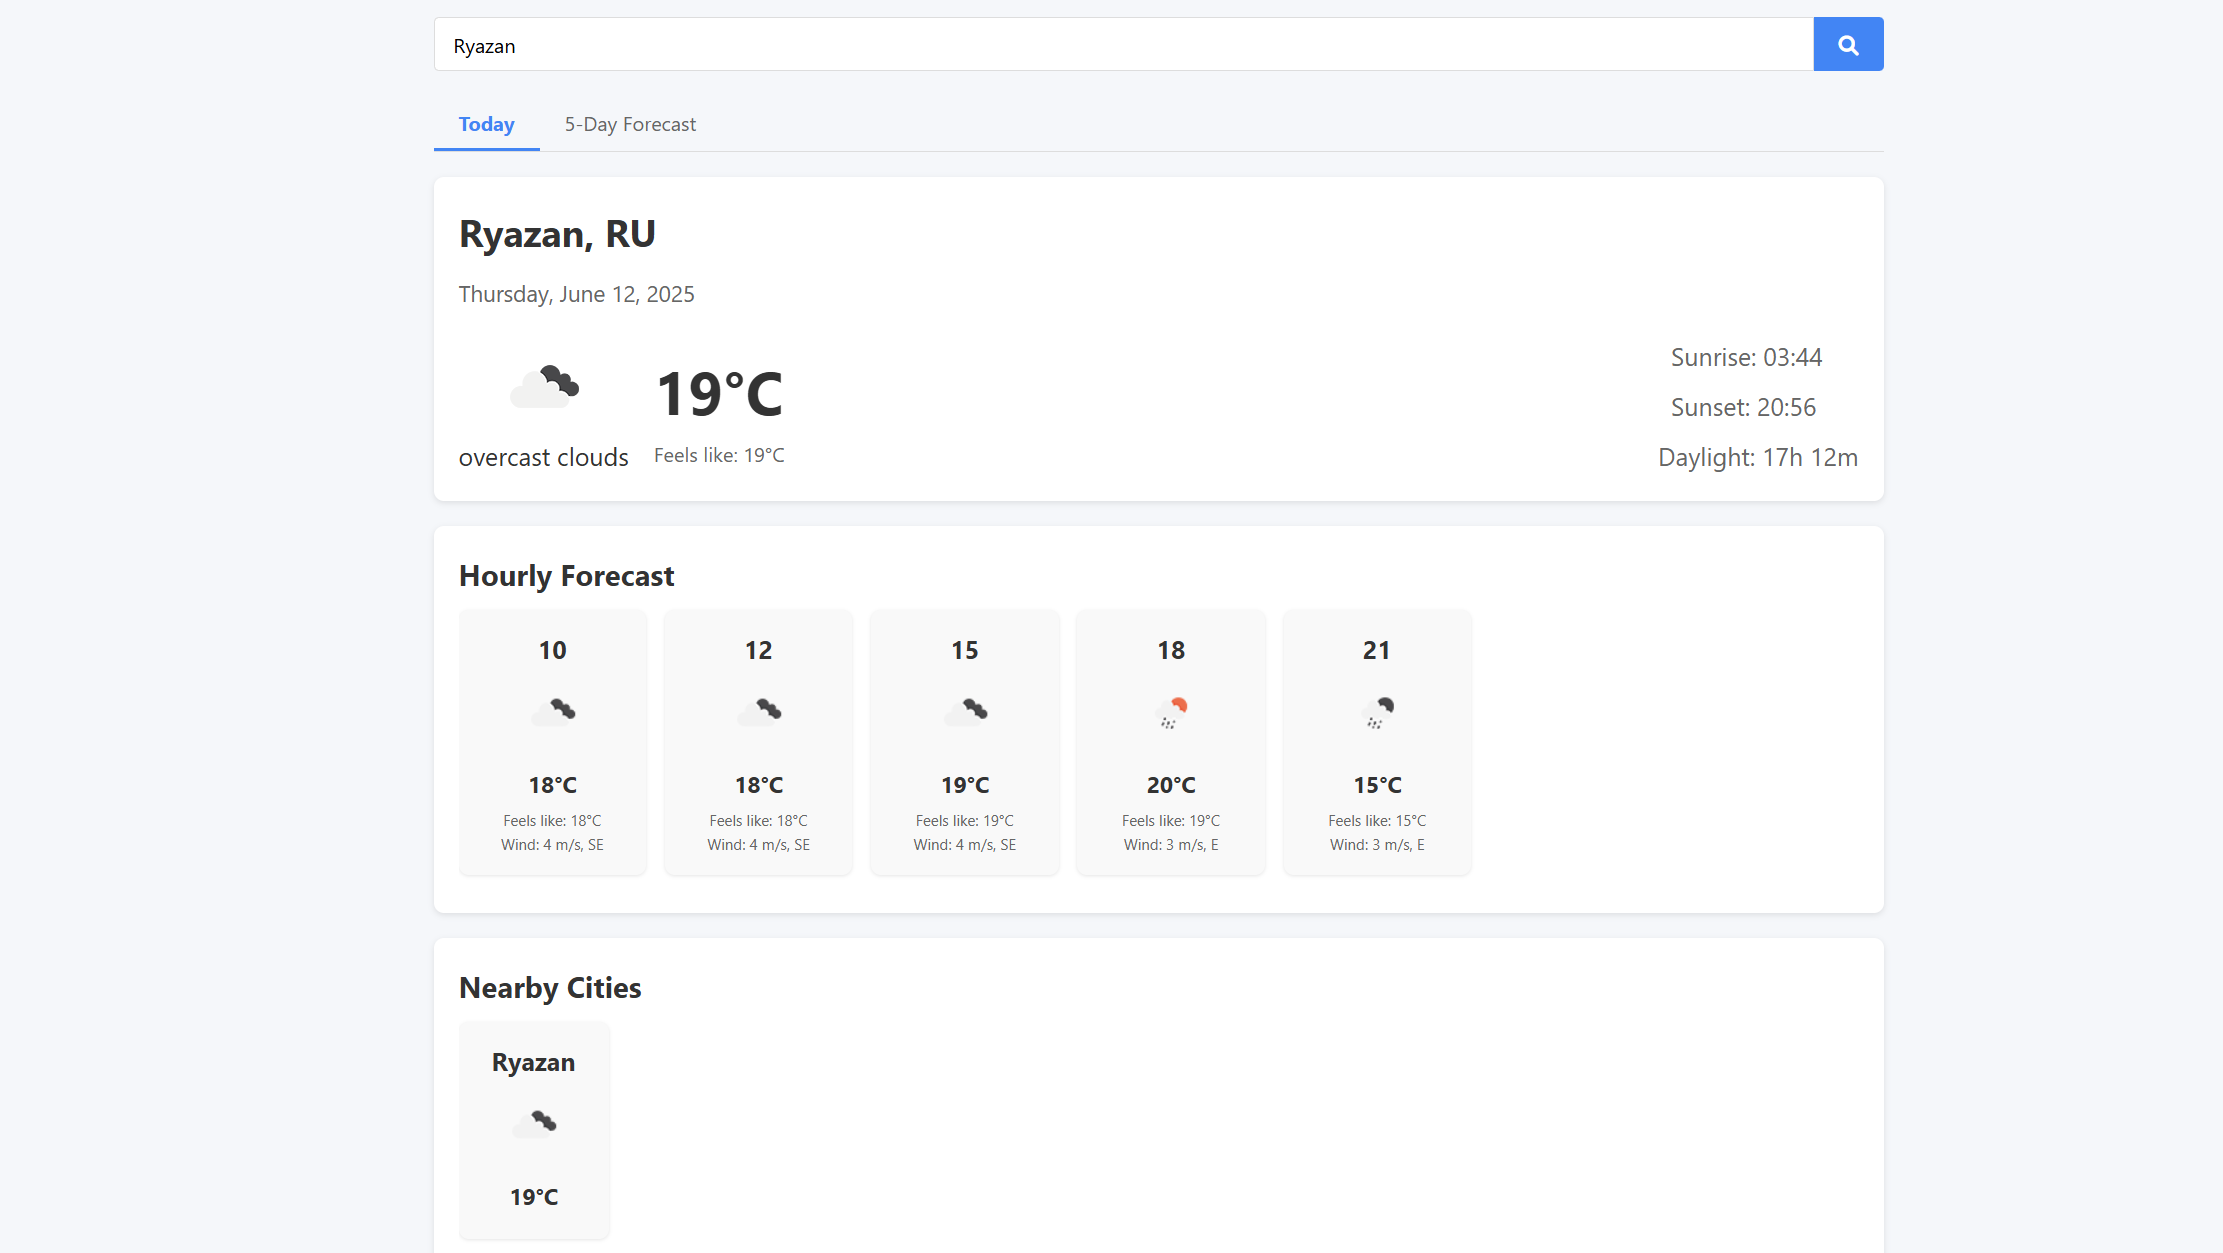 Ryazan
Today
5-Day Forecast
Ryazan, RU
Thursday, June 12, 2025
overcast clouds
19°C
Feels like: 19°C
Sunrise: 03:44
Sunset: 20:56
Daylight: 17h 12m
Hourly Forecast
10
18°C
Feels like: 18°C
Wind: 4 m/s, SE
12
18°C
Feels like: 18°C
Wind: 4 m/s, SE
15
19°C
Feels like: 19°C
Wind: 4 m/s, SE
18
20°C
Feels like: 19°C
Wind: 3 m/s, E
21
15°C
Feels like: 15°C
Wind: 3 m/s, E
Nearby Cities
Ryazan
19°C